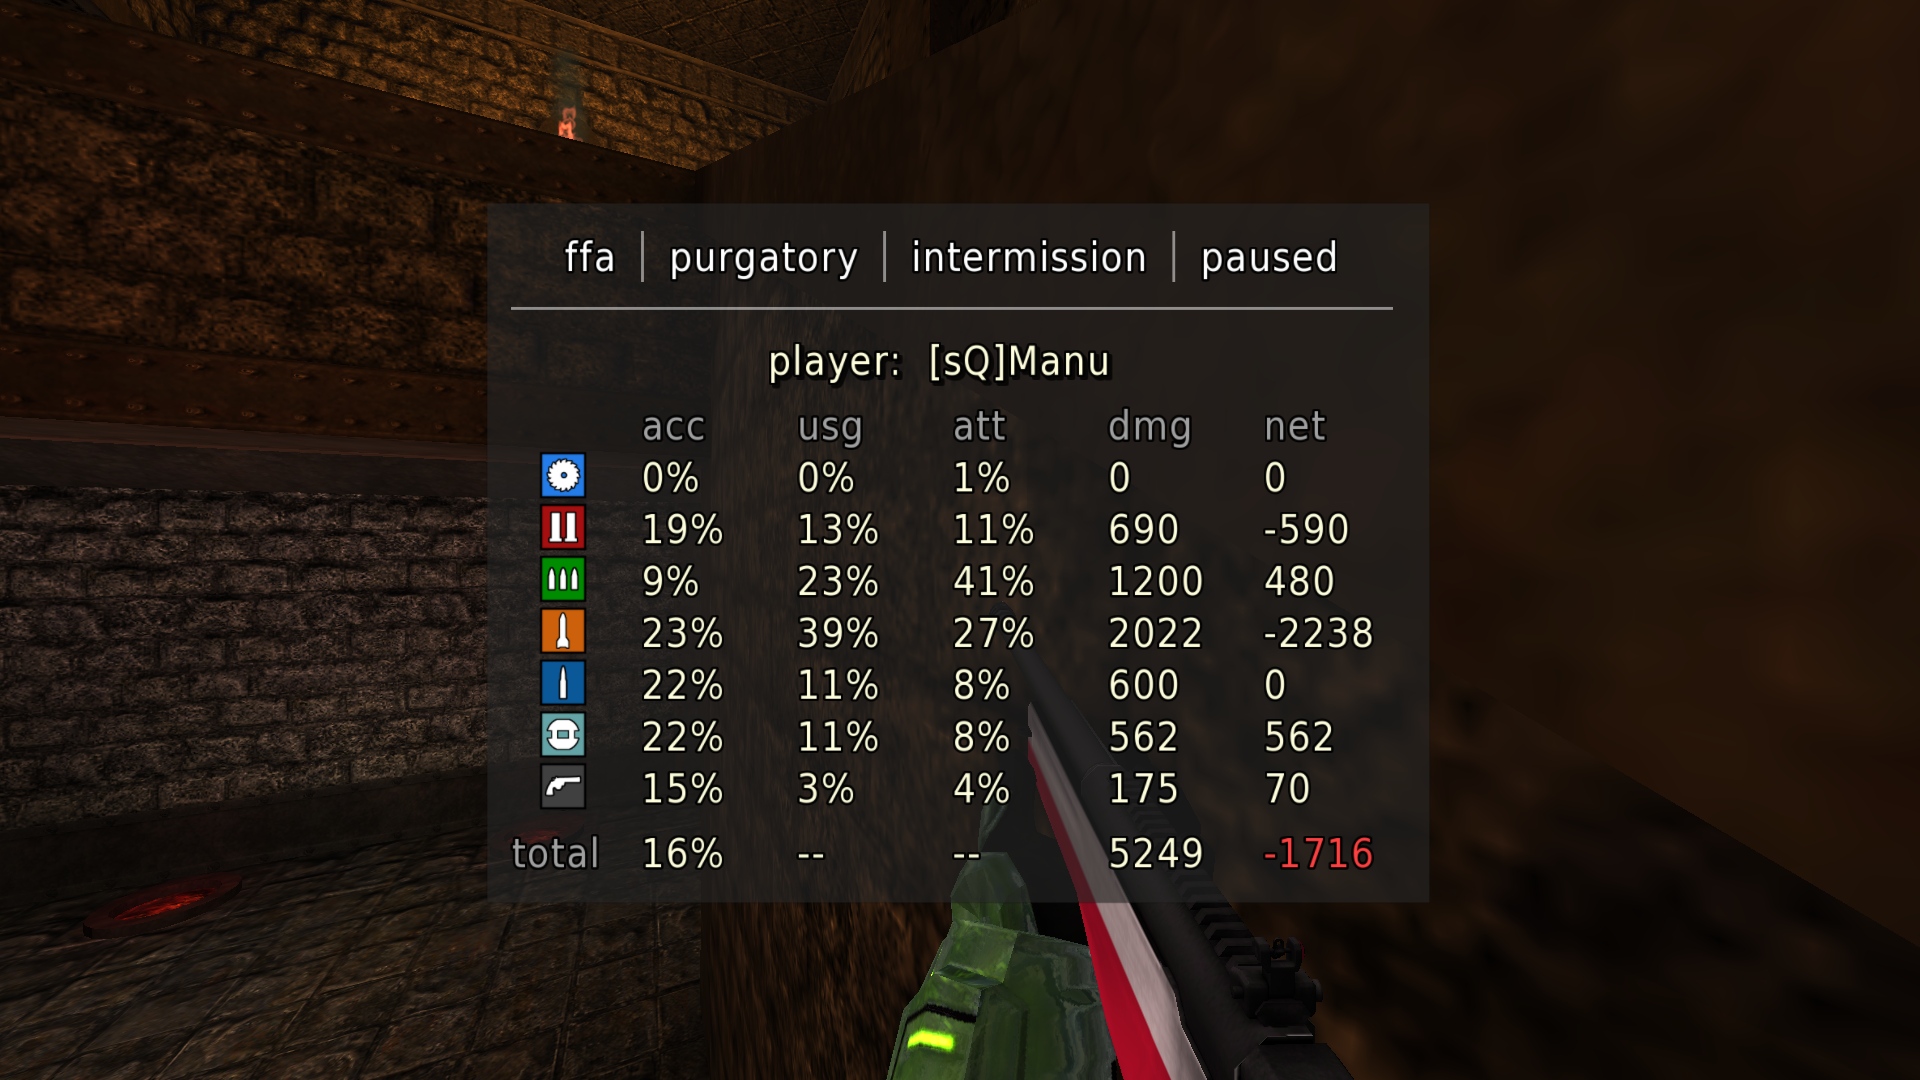 ffa purgatory intermission paused
player: [sQ]Manu
acc usg att dmg net
0% 0% 1% 0 0
19% 13% 11% 690 -590
9% 23% 41% 1200 480
23% 39% 27% 2022 -2238
22% 11% 8% 600 0
22% 11% 8% 562 562
15% 3% 4% 175 70
total 16% -- -- 5249 -1716